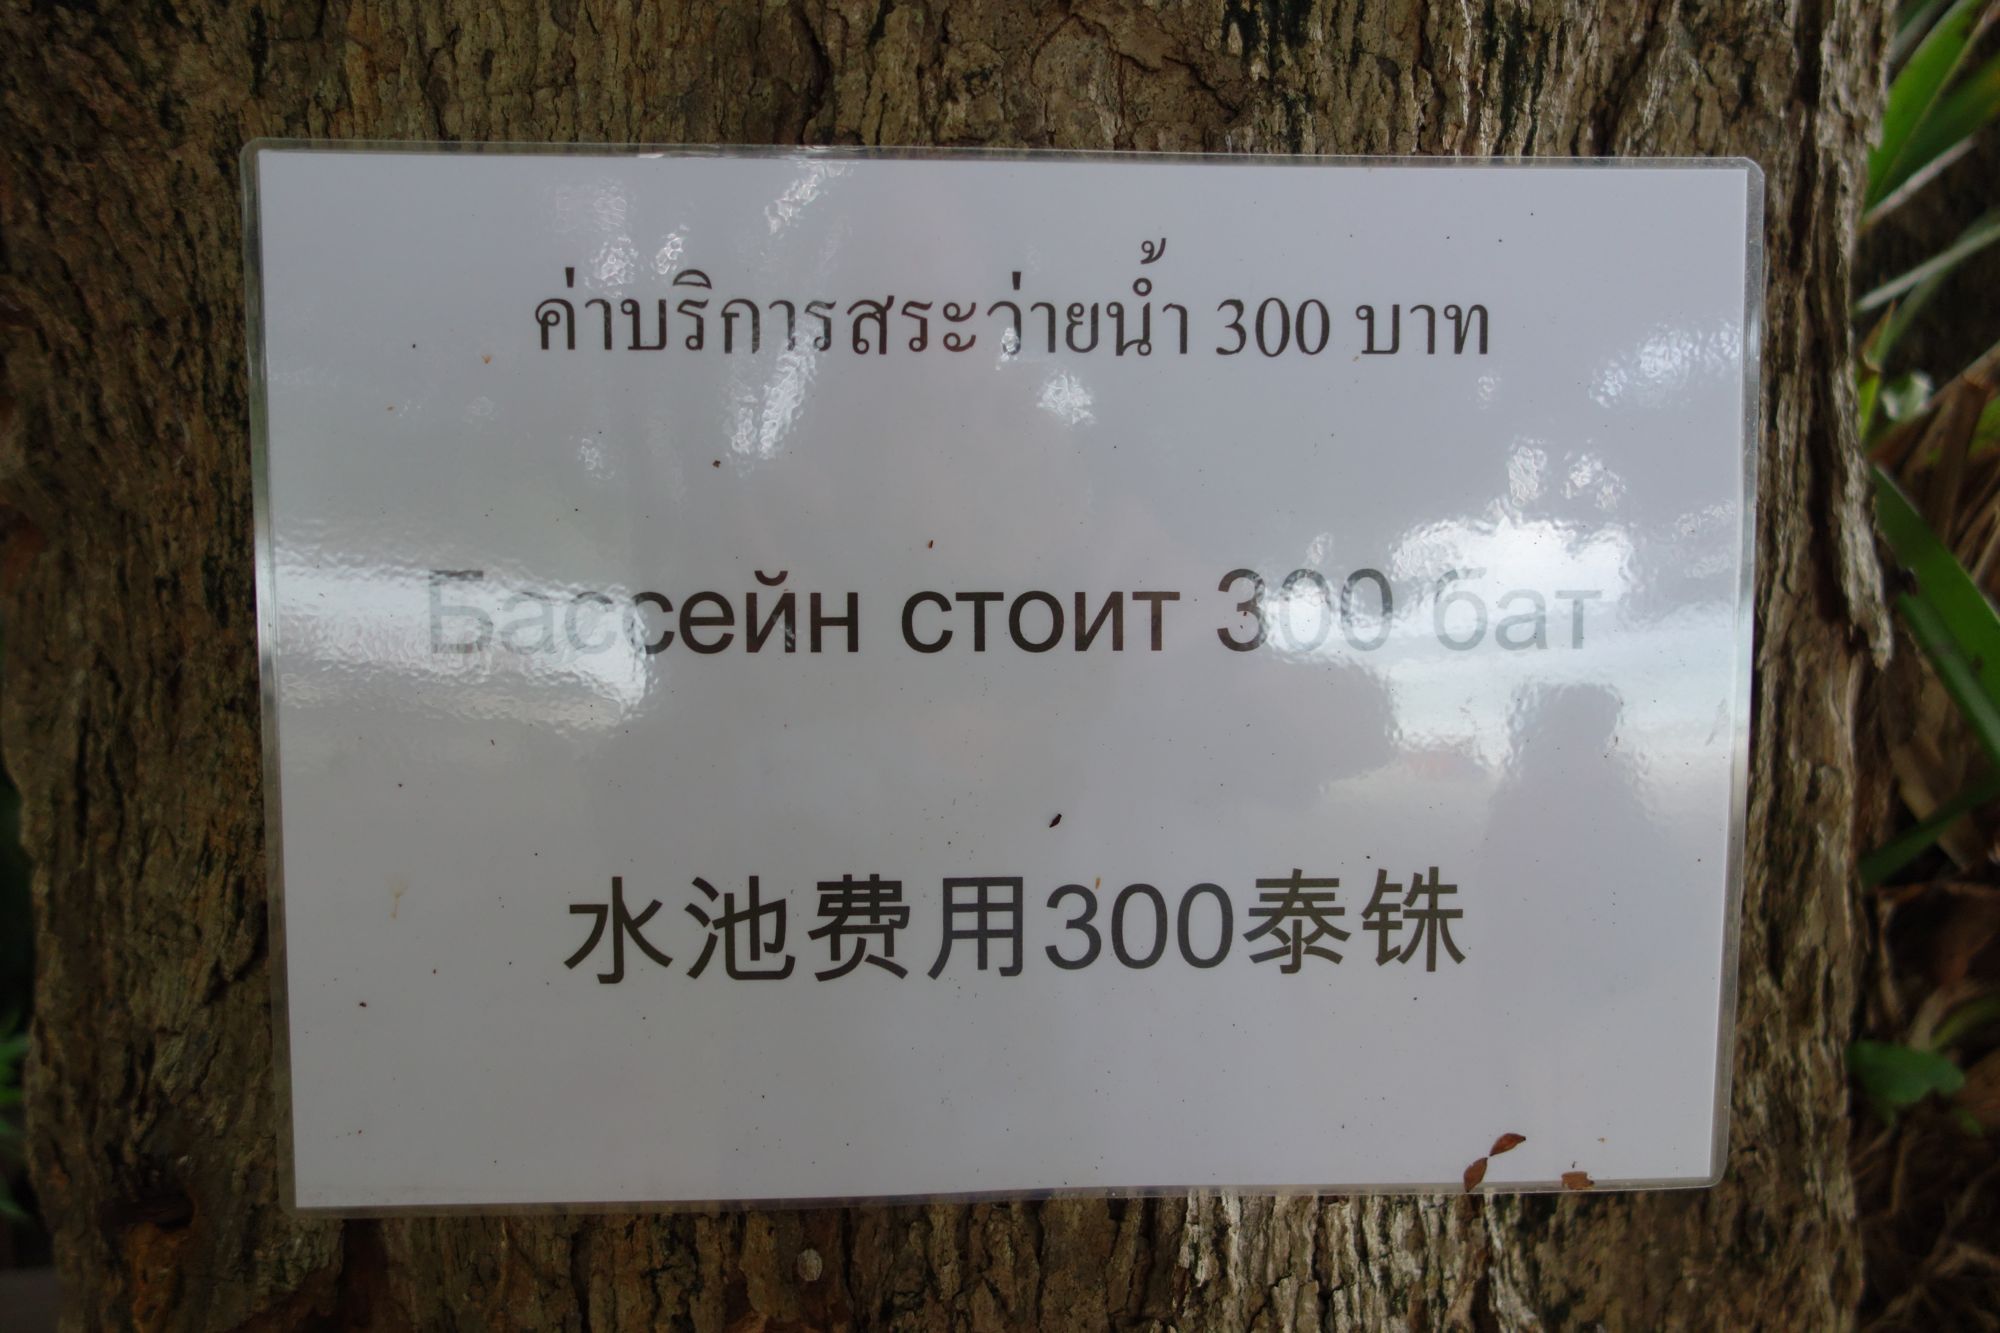 ค่าบริการสระว่ายน้ำ 300 บาท
Бассейн стоит 300 бат
水池费用300泰铢